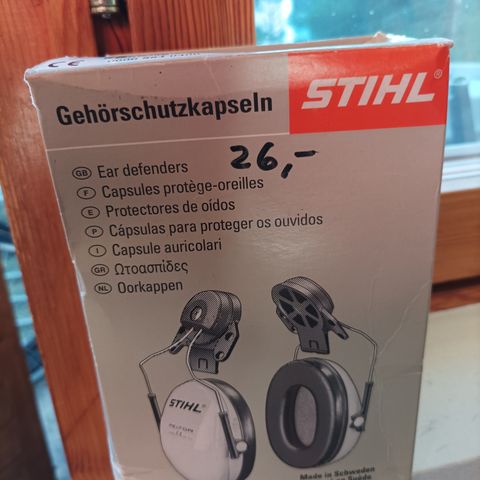 STIHL®
Gehörschutzkapseln
26,-
GB Ear defenders
F Capsules protège-oreilles
E Protectores de oídos
P Cápsulas para proteger os ouvidos
I Capsule auricolari
GR Ωτοασπίδες
NL Oorkappen
STIHL
Made in Schweden